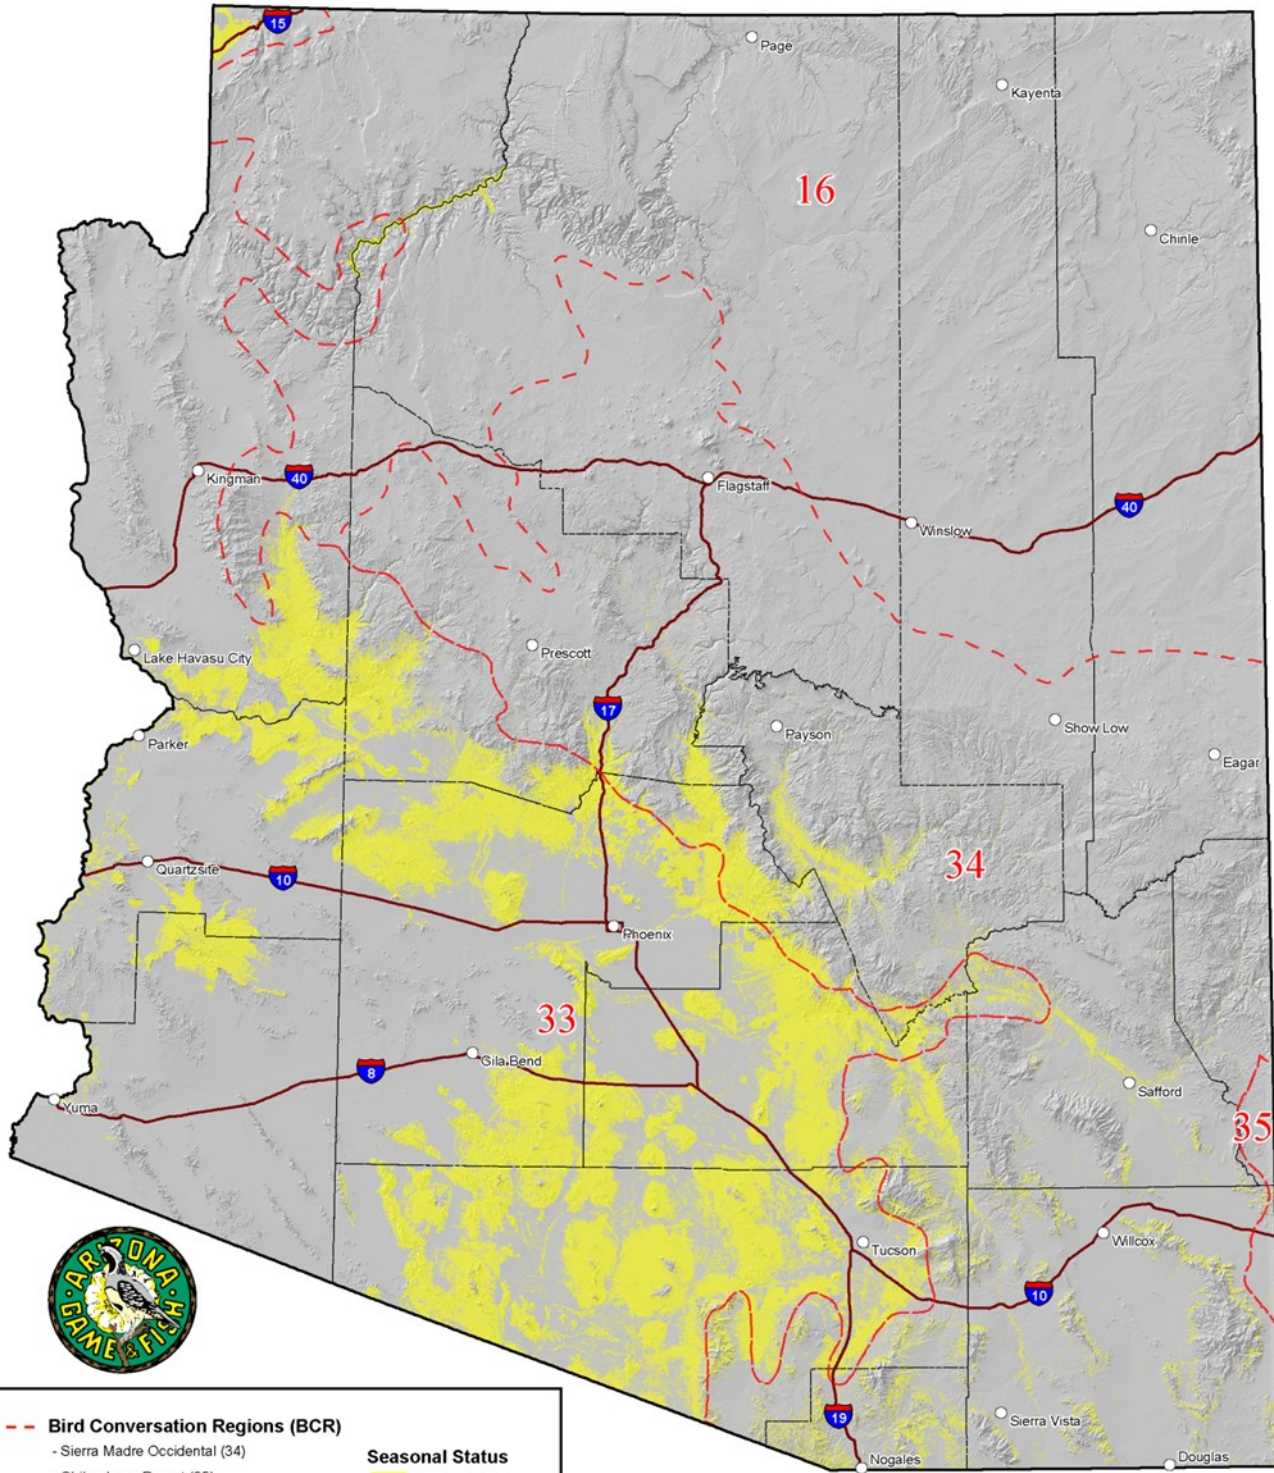 15
Page
Kayenta
16
Chinle
Kingman
40
Flagstaff
40
Winslow
Lake Havasu City
Prescott
17
Parker
Payson
Show Low
Eagar
Quartzsite
10
34
Phoenix
33
Gila Bend
8
Safford
Yuma
35
Tucson
Willcox
10
ARIZONA
GAME & FISH
19
Sierra Vista
Nogales
Douglas
Bird Conversation Regions (BCR)
- Sierra Madre Occidental (34)
Seasonal Status